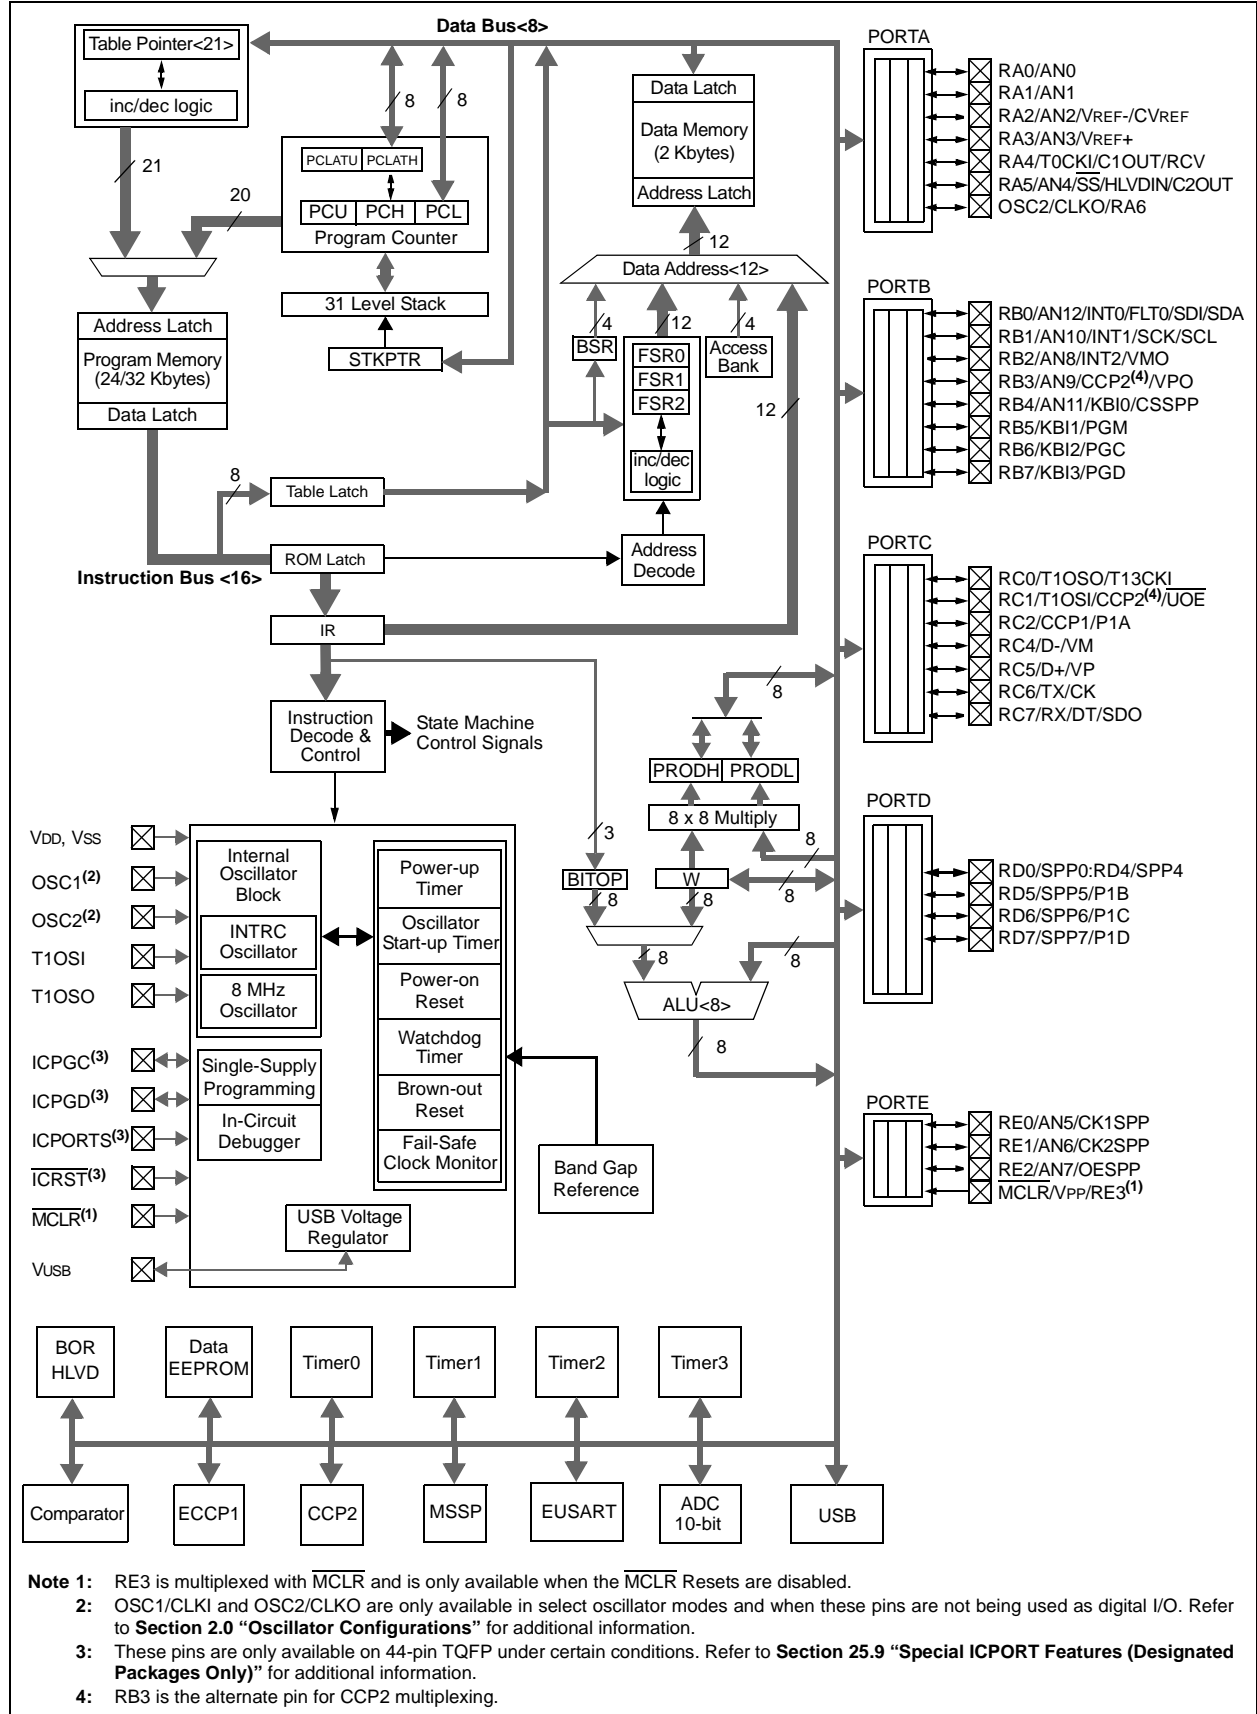 Data Bus<8>
Table Pointer<21>
inc/dec logic
21
20
8
8
PCLATU PCLATH
PCU PCH PCL
Program Counter
31 Level Stack
STKPTR
Data Latch
Data Memory
(2 Kbytes)
Address Latch
12
Data Address<12>
4
12
4
BSR
FSR0
FSR1
FSR2
inc/dec
logic
Access
Bank
12
Address Latch
Program Memory
(24/32 Kbytes)
Data Latch
8
Table Latch
ROM Latch
Instruction Bus <16>
Address
Decode
IR
Instruction
Decode &
Control
State Machine
Control Signals
8
PRODH PRODL
8 x 8 Multiply
3
8
BITOP
W
8
8
8
8
8
ALU<8>
8
VDD, VSS
OSC1(2)
OSC2(2)
T1OSI
T1OSO
ICPGC(3)
ICPGD(3)
ICPORTS(3)
ICRST(3)
MCLR(1)
VUSB
Internal
Oscillator
Block
INTRC
Oscillator
8 MHz
Oscillator
Single-Supply
Programming
In-Circuit
Debugger
Power-up
Timer
Oscillator
Start-up Timer
Power-on
Reset
Watchdog
Timer
Brown-out
Reset
Fail-Safe
Clock Monitor
USB Voltage
Regulator
Band Gap
Reference
PORTA
RA0/AN0
RA1/AN1
RA2/AN2/VREF-/CVREF
RA3/AN3/VREF+
RA4/T0CKI/C1OUT/RCV
RA5/AN4/SS/HLVDIN/C2OUT
OSC2/CLKO/RA6
PORTB
RB0/AN12/INT0/FLT0/SDI/SDA
RB1/AN10/INT1/SCK/SCL
RB2/AN8/INT2/VMO
RB3/AN9/CCP2(4)/VPO
RB4/AN11/KBI0/CSSPP
RB5/KBI1/PGM
RB6/KBI2/PGC
RB7/KBI3/PGD
PORTC
RC0/T1OSO/T13CKI
RC1/T1OSI/CCP2(4)/UOE
RC2/CCP1/P1A
RC4/D-/VM
RC5/D+/VP
RC6/TX/CK
RC7/RX/DT/SDO
PORTD
RD0/SPP0:RD4/SPP4
RD5/SPP5/P1B
RD6/SPP6/P1C
RD7/SPP7/P1D
PORTE
RE0/AN5/CK1SPP
RE1/AN6/CK2SPP
RE2/AN7/OESPP
MCLR/VPP/RE3(1)
BOR
HLVD
Data
EEPROM
Timer0
Timer1
Timer2
Timer3
Comparator
ECCP1
CCP2
MSSP
EUSART
ADC
10-bit
USB
Note 1: RE3 is multiplexed with MCLR and is only available when the MCLR Resets are disabled.
2: OSC1/CLKI and OSC2/CLKO are only available in select oscillator modes and when these pins are not being used as digital I/O. Refer
to Section 2.0 “Oscillator Configurations” for additional information.
3: These pins are only available on 44-pin TQFP under certain conditions. Refer to Section 25.9 “Special ICPORT Features (Designated
Packages Only)” for additional information.
4: RB3 is the alternate pin for CCP2 multiplexing.